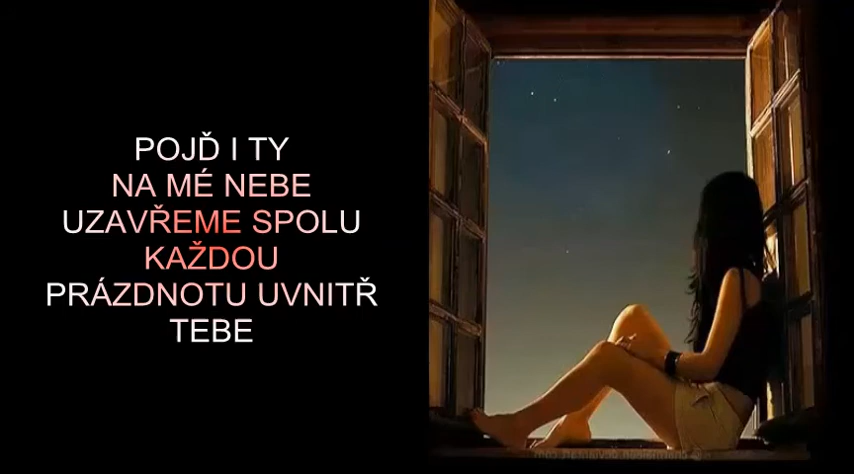 POJĎ I TY
NA MÉ NEBE
UZAVŘEME SPOLU
KAŽDOU
PRÁZDNOTU UVNITŘ
TEBE